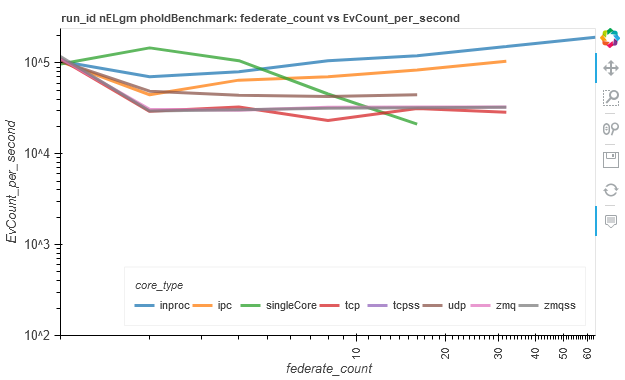 run_id nELgm pholdBenchmark: federate_count vs EvCount_per_second
10^5
10^4
10^3
10^2
EvCount_per_second
core_type
inproc ipc singleCore tcp tcpss udp zmq zmqss
10 20 30 40 50 60
federate_count